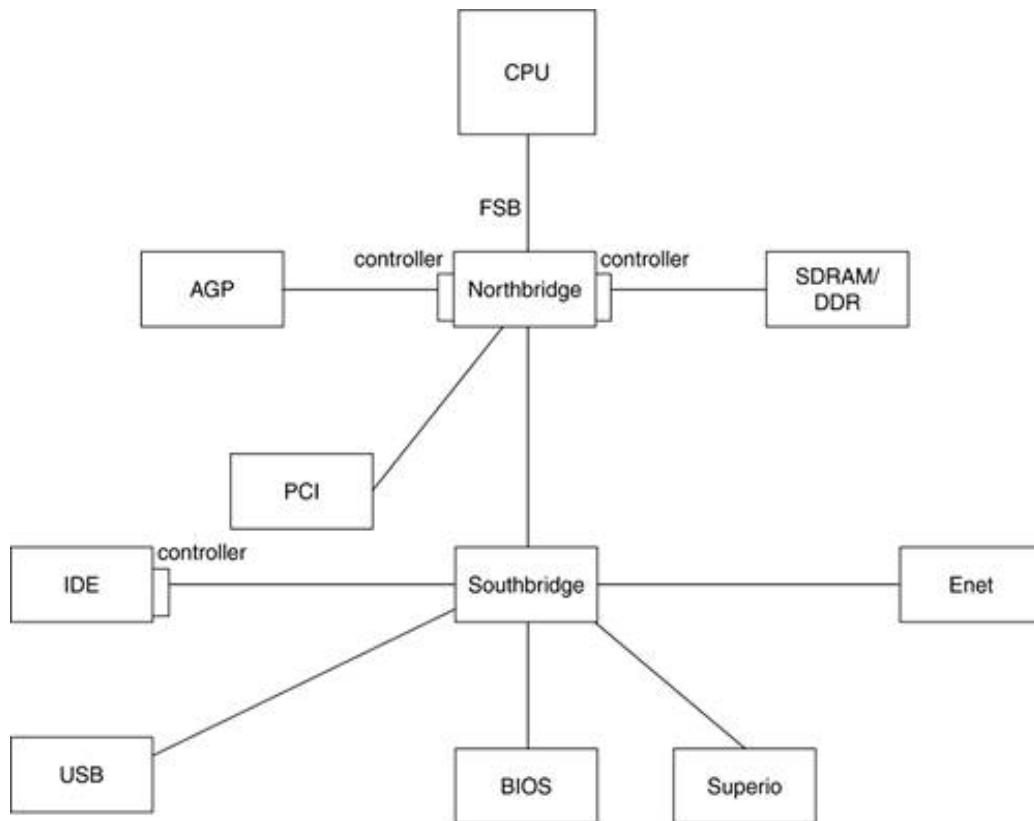 CPU
FSB
controller
controller
AGP
Northbridge
SDRAM/
DDR
PCI
controller
IDE
Southbridge
Enet
USB
BIOS
Superio